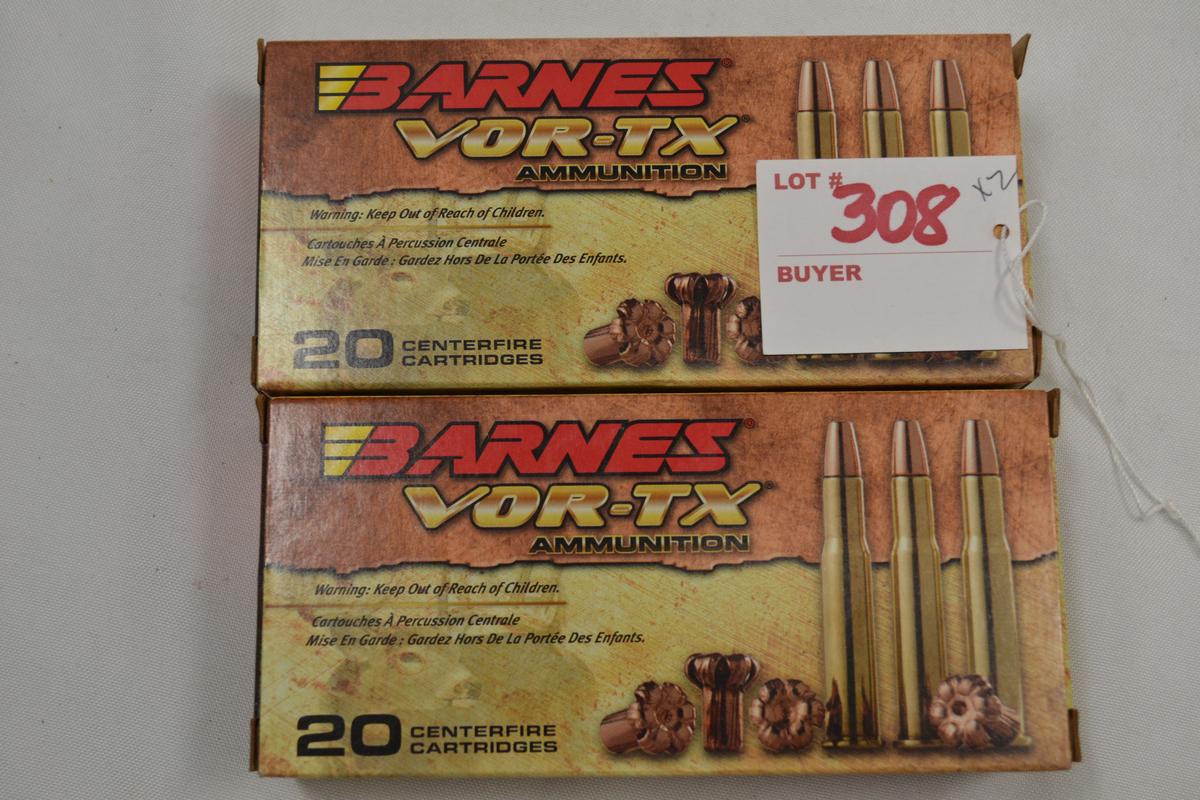 BARNES®
VOR-TX®
AMMUNITION
Warning: Keep Out of Reach of Children.
Cartouches À Percussion Centrale
Mise En Garde : Gardez Hors De La Portée Des Enfants.
20 CENTERFIRE
CARTRIDGES
LOT # 308 x2
BUYER
BARNES®
VOR-TX®
AMMUNITION
Warning: Keep Out of Reach of Children.
Cartouches À Percussion Centrale
Mise En Garde : Gardez Hors De La Portée Des Enfants.
20 CENTERFIRE
CARTRIDGES